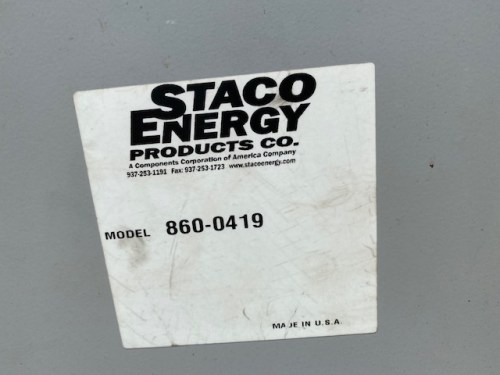 STACO
ENERGY
PRODUCTS CO.
A Components Corporation of America Company
937-253-1191 Fax: 937-253-1723 www.stacoenergy.com
MODEL 860-0419
MADE IN U.S.A.